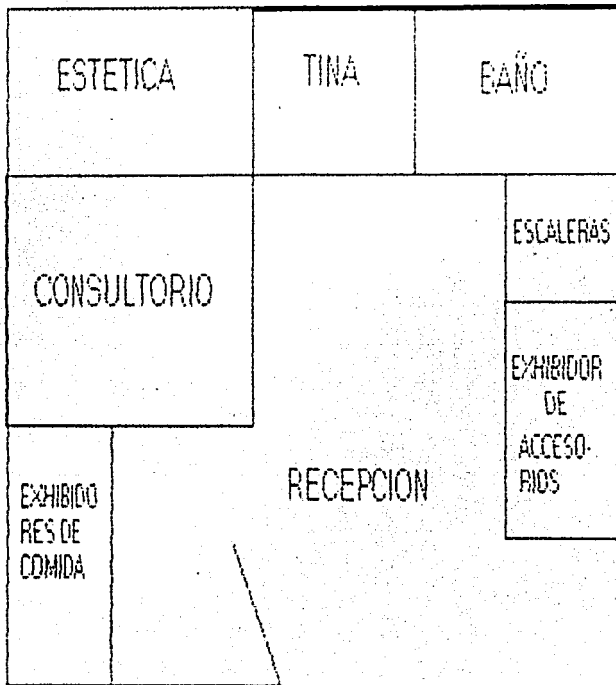 ESTETICA
TINA
BAÑO
ESCALERAS
CONSULTORIO
EXHIBIDOR
DE
ACCESO-
RIOS
RECEPCION
EXHIBIDO
RES DE
COMIDA